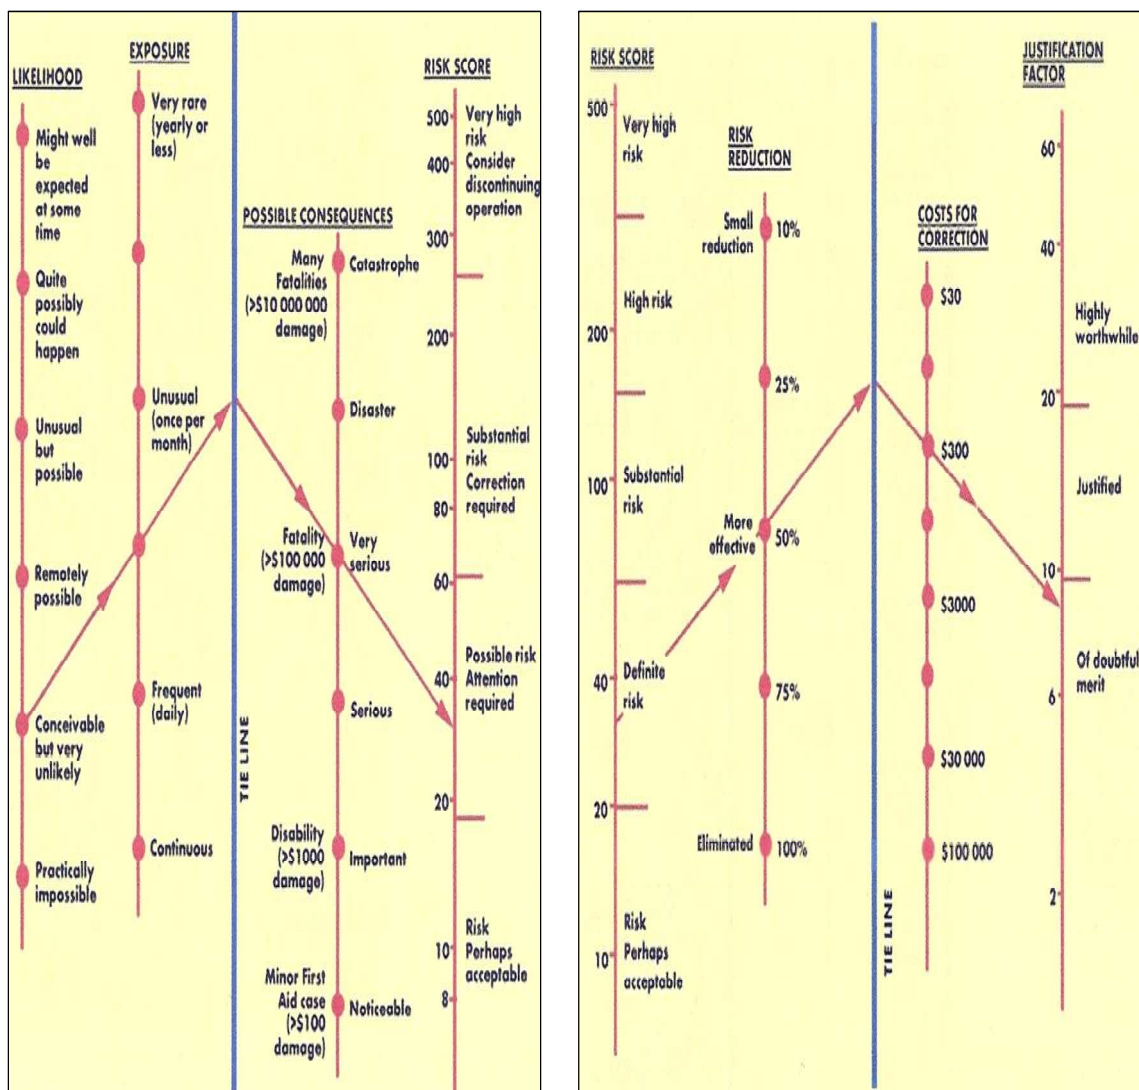 LIKELIHOOD
Might well
be
expected
at some
time
Quite
possibly
could
happen
Unusual
but
possible
Remotely
possible
Conceivable
but very
unlikely
Practically
impossible
EXPOSURE
Very rare
(yearly or
less)
Unusual
(once per
month)
Frequent
(daily)
Continuous
TIE LINE
POSSIBLE CONSEQUENCES
Many
Fatalities
(>$10 000 000
damage)
Catastrophe
Disaster
Fatality
(>$100 000
damage)
Very
serious
Serious
Disability
(>$1000
damage)
Important
Minor First
Aid case
(>$100
damage)
Noticeable
RISK SCORE
500
400
300
200
100
80
60
40
20
10
8
Very high
risk
Consider
discontinuing
operation
Substantial
risk
Correction
required
Possible risk
Attention
required
Risk
Perhaps
acceptable
RISK SCORE
500
200
100
40
20
10
Very high
risk
High risk
Substantial
risk
Definite
risk
Risk
Perhaps
acceptable
RISK
REDUCTION
Small
reduction
10%
25%
More
effective
50%
75%
Eliminated
100%
TIE LINE
COSTS FOR
CORRECTION
$30
$300
$3000
$30 000
$100 000
JUSTIFICATION
FACTOR
60
40
20
10
6
2
Highly
worthwhile
Justified
Of doubtful
merit